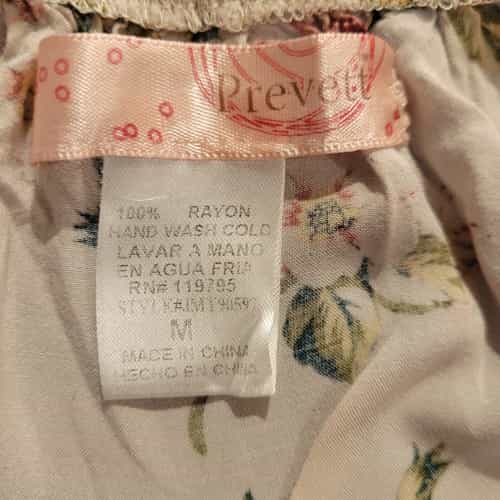 Prevett
100% RAYON
HAND WASH COLD
LAVAR A MANO
EN AGUA FRIA
RN# 119795
M
MADE IN CHINA
HECHO EN CHINA